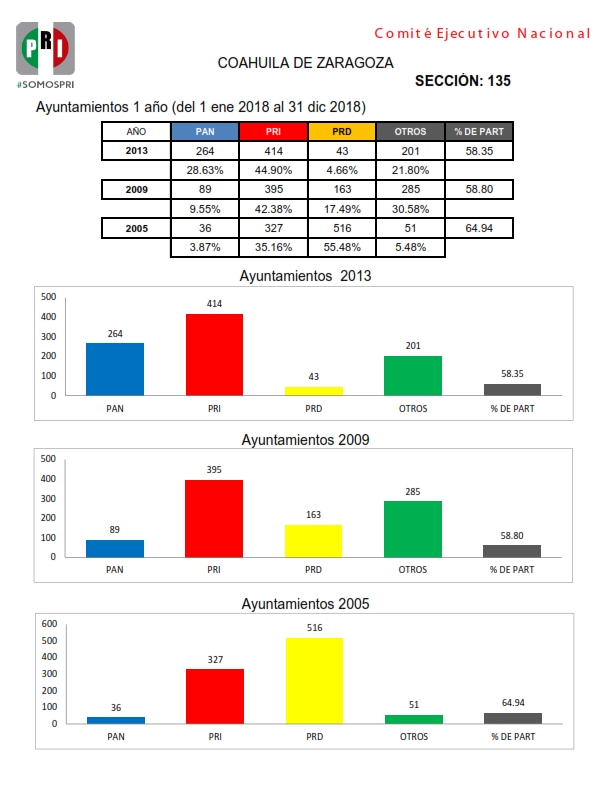 Comité Ejecutivo Nacional
PRI
#SOMOSPRI
COAHUILA DE ZARAGOZA
SECCIÓN: 135
Ayuntamientos 1 año (del 1 ene 2018 al 31 dic 2018)
AÑO PAN PRI PRD OTROS % DE PART
2013 264 414 43 201 58.35
28.63% 44.90% 4.66% 21.80%
2009 89 395 163 285 58.80
9.55% 42.38% 17.49% 30.58%
2005 36 327 516 51 64.94
3.87% 35.16% 55.48% 5.48%
Ayuntamientos 2013
500
400
300
200
100
0
264 414 43 201 58.35
PAN PRI PRD OTROS % DE PART
Ayuntamientos 2009
500
400
300
200
100
0
89 395 163 285 58.80
PAN PRI PRD OTROS % DE PART
Ayuntamientos 2005
600
500
400
300
200
100
0
36 327 516 51 64.94
PAN PRI PRD OTROS % DE PART